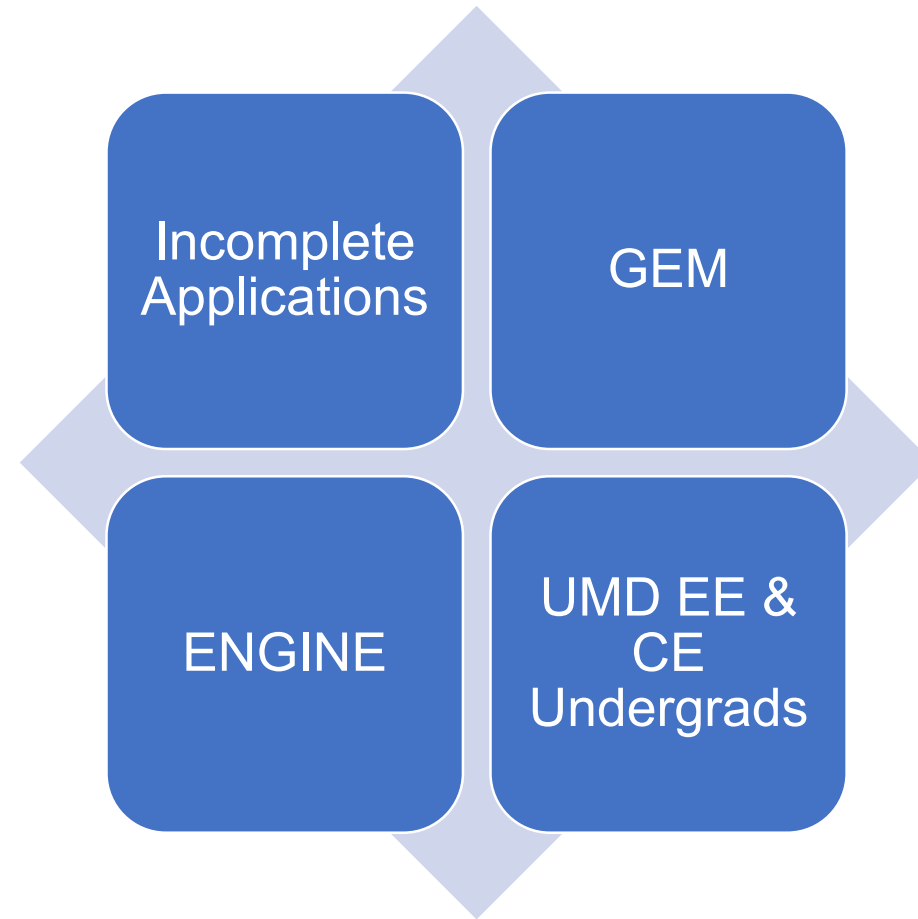 Incomplete
Applications
GEM
ENGINE
UMD EE &
CE
Undergrads